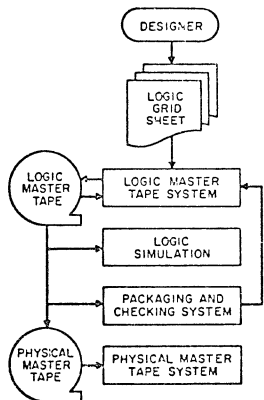 DESIGNER
LOGIC
GRID
SHEET
LOGIC
MASTER
TAPE
LOGIC MASTER
TAPE SYSTEM
LOGIC
SIMULATION
PACKAGING AND
CHECKING SYSTEM
PHYSICAL
MASTER
TAPE
PHYSICAL MASTER
TAPE SYSTEM